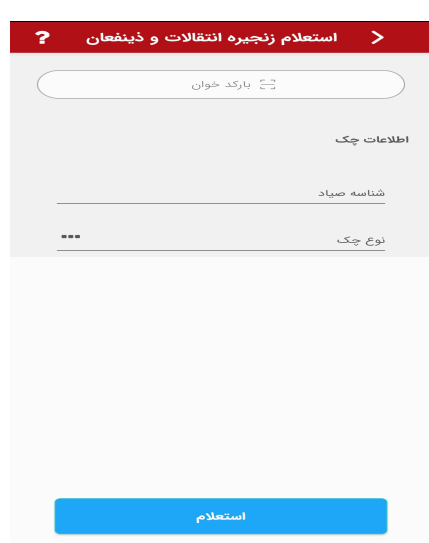 استعلام زنجیره انتقالات و ذینفعان ?
بارکد خوان
اطلاعات چک
شناسه صیاد
نوع چک ...
استعلام